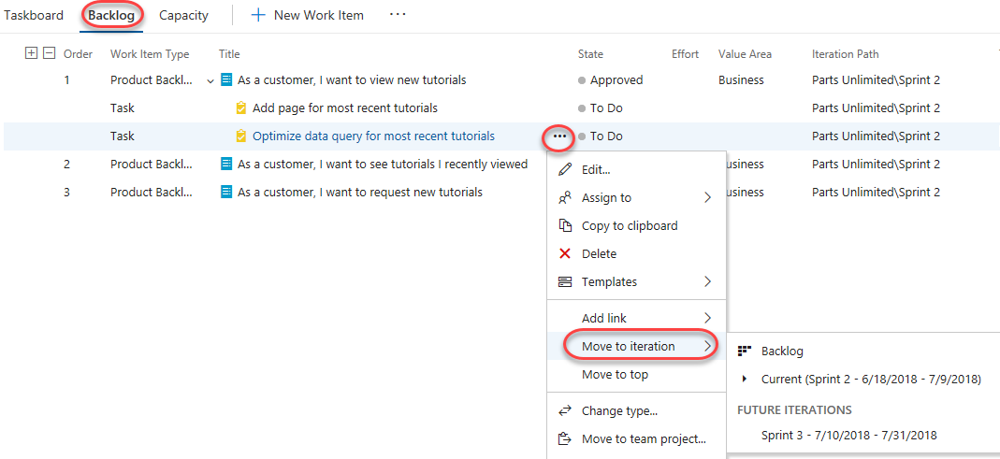 Taskboard Backlog Capacity New Work Item ...
Order Work Item Type Title State Effort Value Area Iteration Path
1 Product Backl... As a customer, I want to view new tutorials Approved Business Parts Unlimited\Sprint 2
Task Add page for most recent tutorials To Do Parts Unlimited\Sprint 2
Task Optimize data query for most recent tutorials ... To Do Parts Unlimited\Sprint 2
2 Product Backl... As a customer, I want to see tutorials I recently viewed usiness Parts Unlimited\Sprint 2
3 Product Backl... As a customer, I want to request new tutorials usiness Parts Unlimited\Sprint 2
Edit...
Assign to
Copy to clipboard
Delete
Templates
Add link
Move to iteration
Move to top
Change type...
Move to team project...
Backlog
Current (Sprint 2 - 6/18/2018 - 7/9/2018)
FUTURE ITERATIONS
Sprint 3 - 7/10/2018 - 7/31/2018